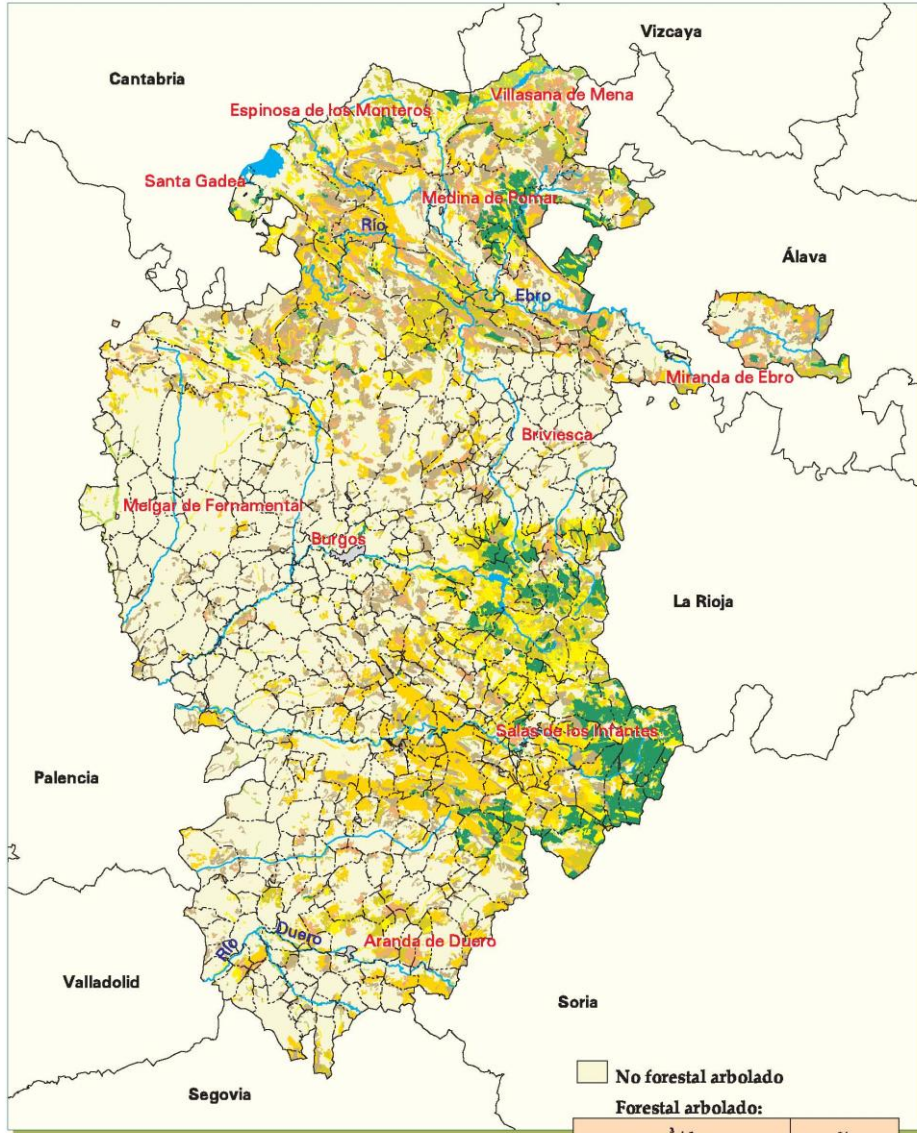 Vizcaya
Cantabria
Villasana de Mena
Espinosa de los Monteros
Santa Gadea
Medina de Pomar
Río
Álava
Ebro
Miranda de Ebro
Briviesca
Melgar de Fernamental
Burgos
La Rioja
Salas de los Infantes
Palencia
Río Duero
Aranda de Duero
Valladolid
Soria
Segovia
No forestal arbolado
Forestal arbolado: